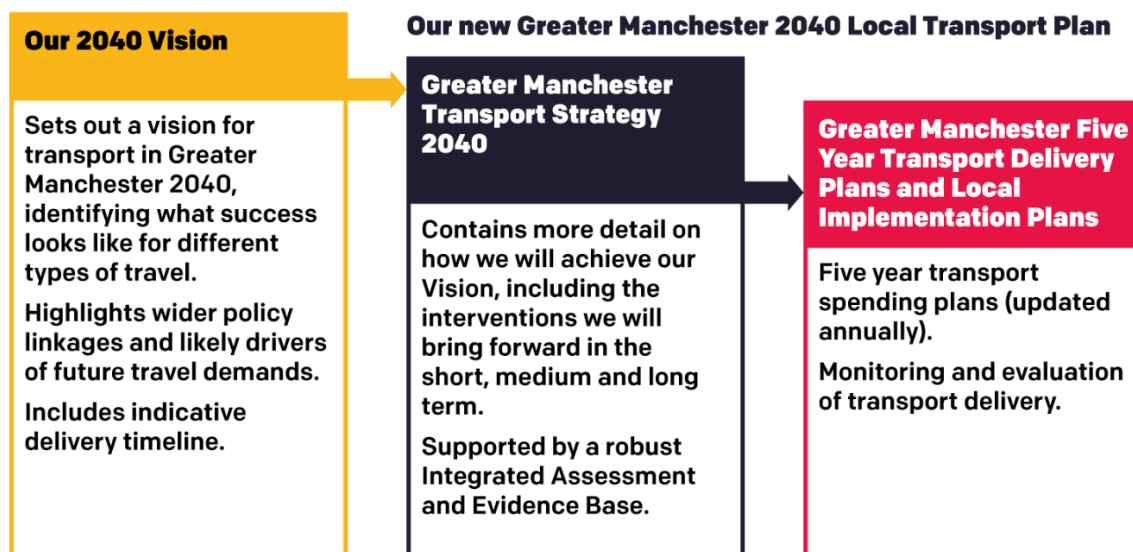 Our 2040 Vision
Sets out a vision for
transport in Greater
Manchester 2040,
identifying what success
looks like for different
types of travel.
Highlights wider policy
linkages and likely drivers
of future travel demands.
Includes indicative
delivery timeline.
Our new Greater Manchester 2040 Local Transport Plan
Greater Manchester
Transport Strategy
2040
Contains more detail on
how we will achieve our
Vision, including the
interventions we will
bring forward in the
short, medium and long
term.
Supported by a robust
Integrated Assessment
and Evidence Base.
Greater Manchester Five
Year Transport Delivery
Plans and Local
Implementation Plans
Five year transport
spending plans (updated
annually).
Monitoring and evaluation
of transport delivery.